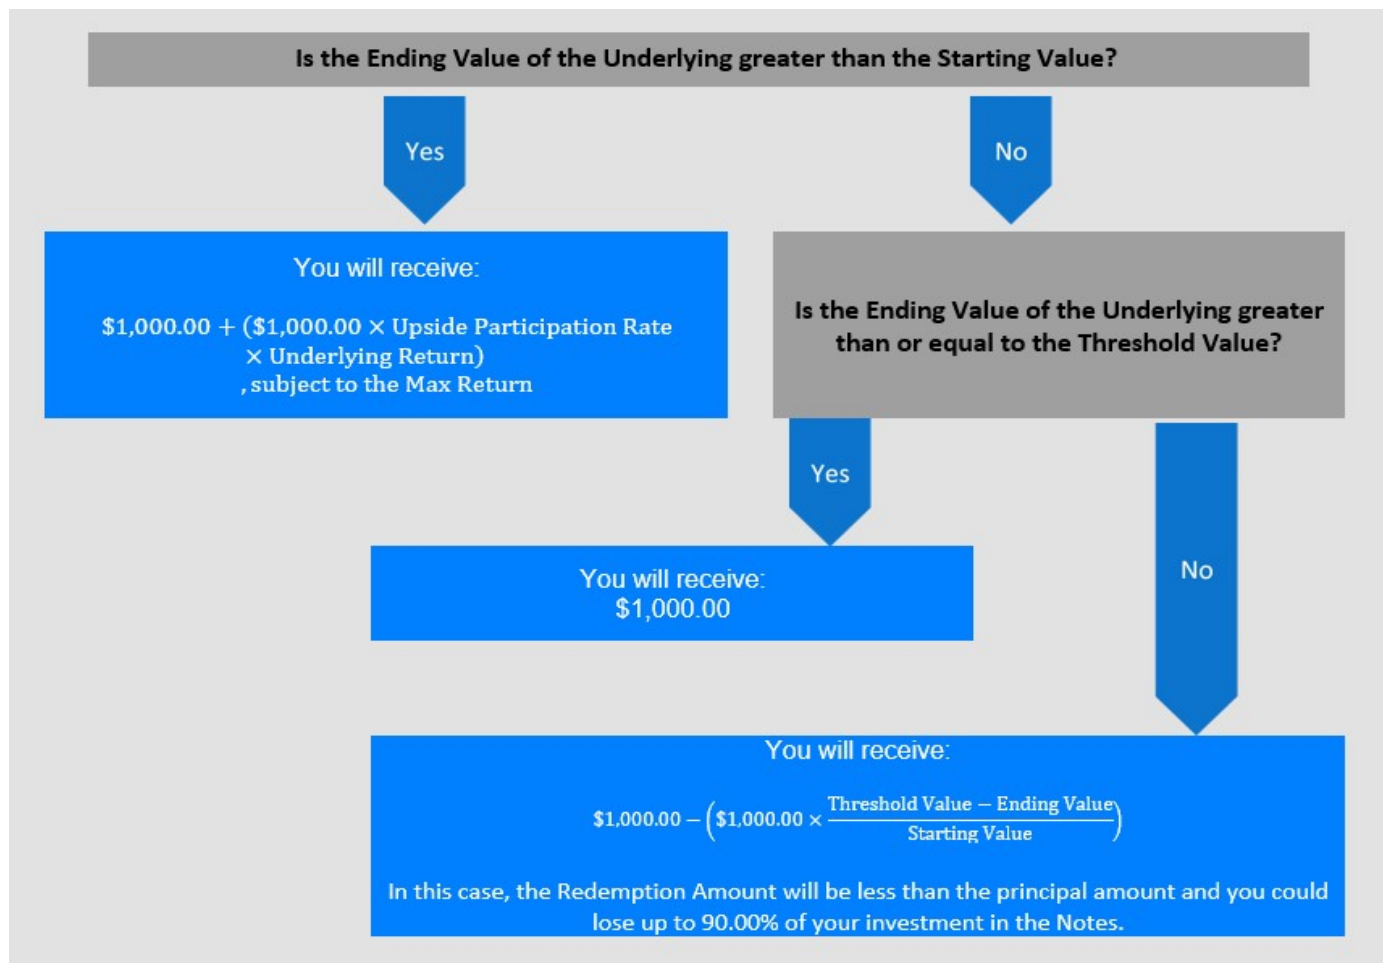 Is the Ending Value of the Underlying greater than the Starting Value?
Yes
No
You will receive:
$1,000.00 + ($1,000.00 × Upside Participation Rate
× Underlying Return)
, subject to the Max Return
Is the Ending Value of the Underlying greater
than or equal to the Threshold Value?
Yes
No
You will receive:
$1,000.00
You will receive:
$1,000.00 − ($1,000.00 × Threshold Value − Ending Value
Starting Value)
In this case, the Redemption Amount will be less than the principal amount and you could
lose up to 90.00% of your investment in the Notes.